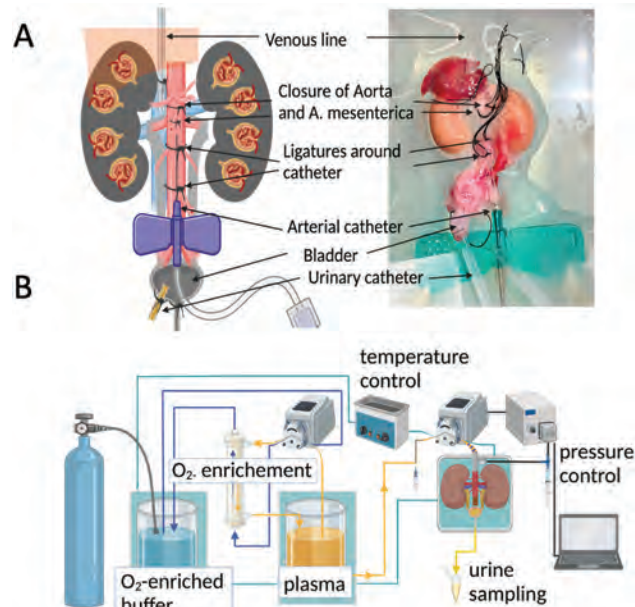 A
Venous line
Closure of Aorta
and A. mesenterica
Ligatures around
catheter
Arterial catheter
Bladder
Urinary catheter
B
temperature
control
O₂- enrichement
pressure
control
O₂-enriched
buffer
plasma
urine
sampling